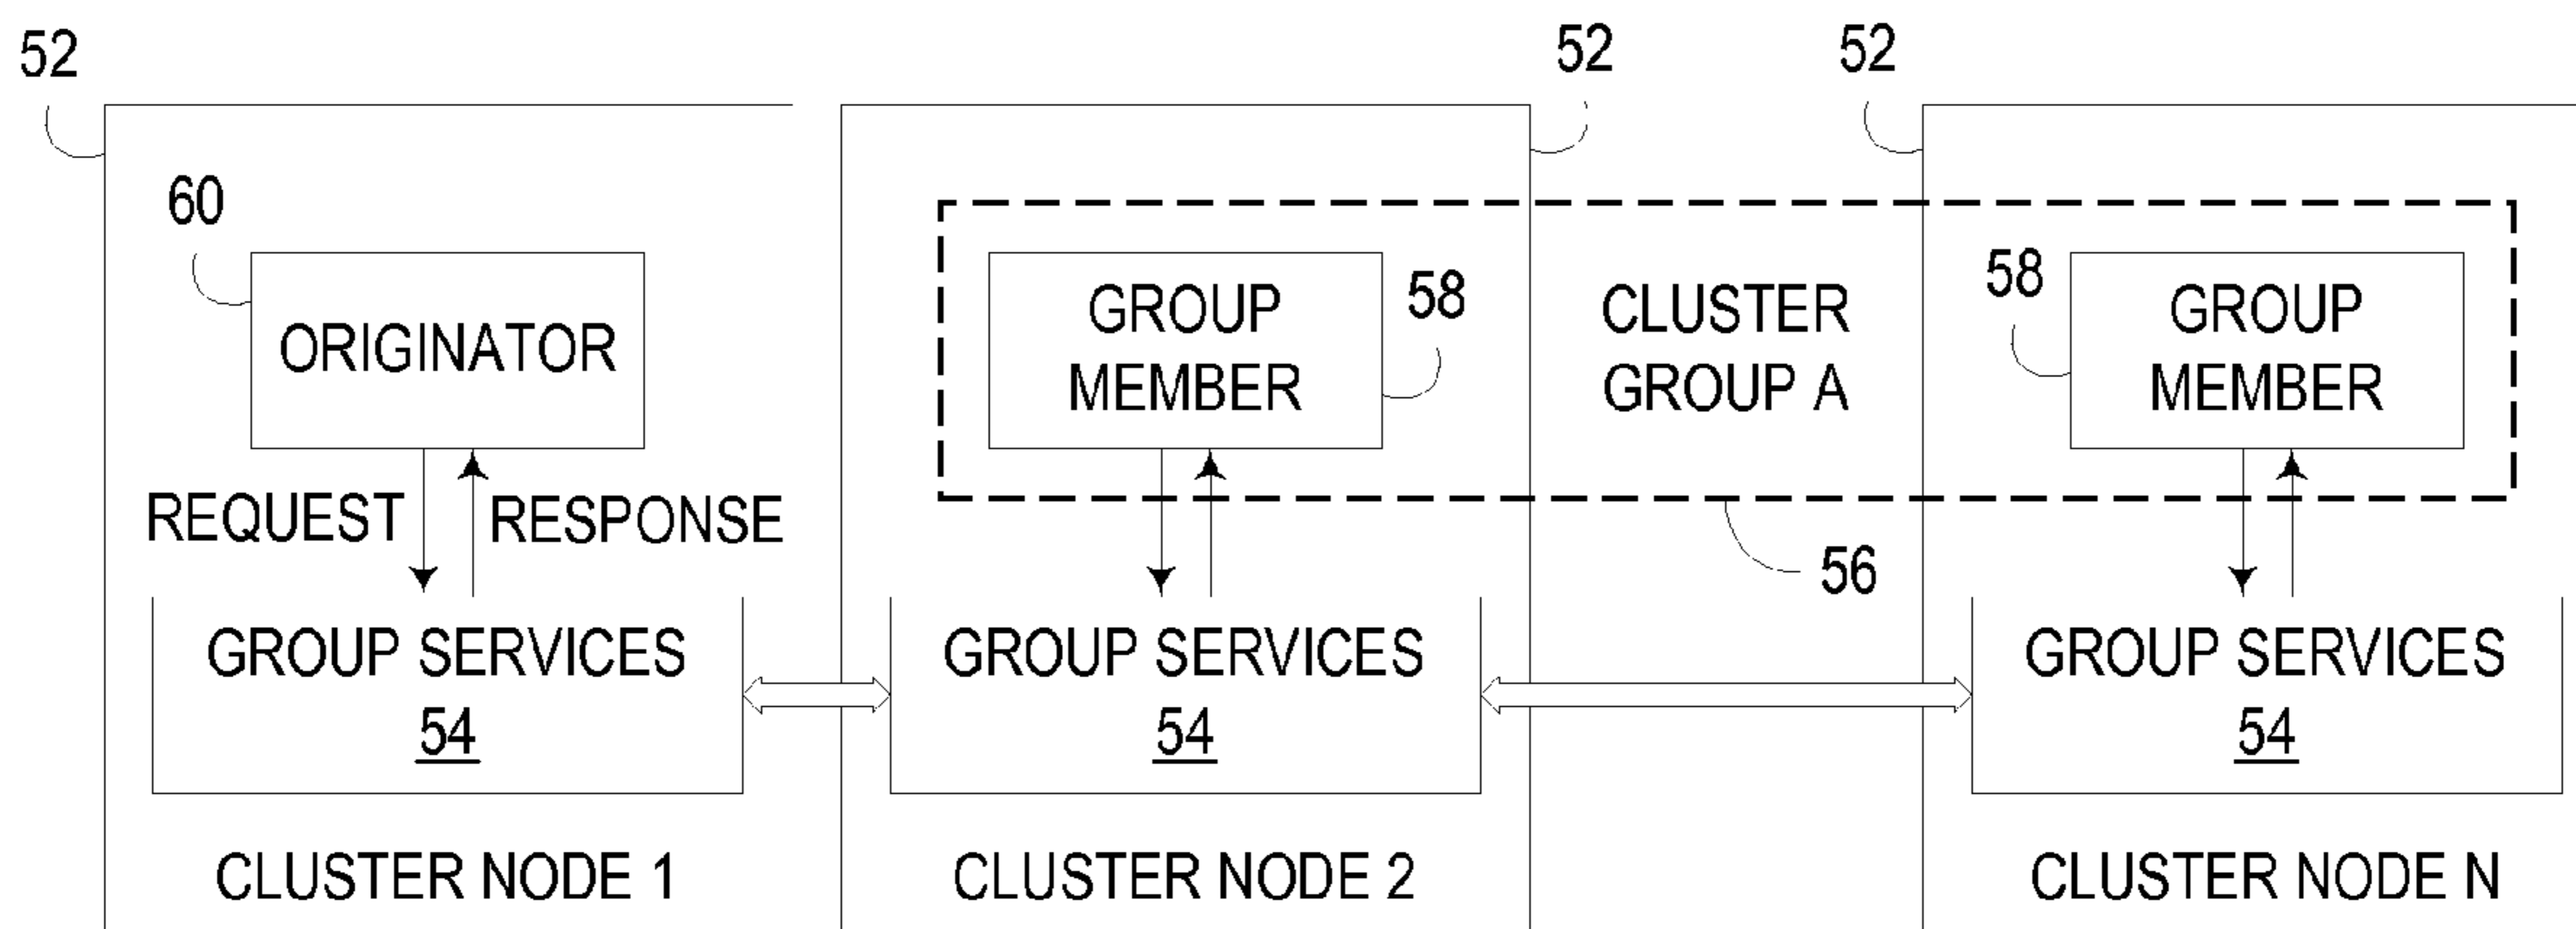 52
52
52
60
ORIGINATOR
REQUEST
RESPONSE
GROUP SERVICES
54
CLUSTER NODE 1
GROUP
MEMBER
58
GROUP SERVICES
54
CLUSTER NODE 2
CLUSTER
GROUP A
56
58
GROUP
MEMBER
GROUP SERVICES
54
CLUSTER NODE N